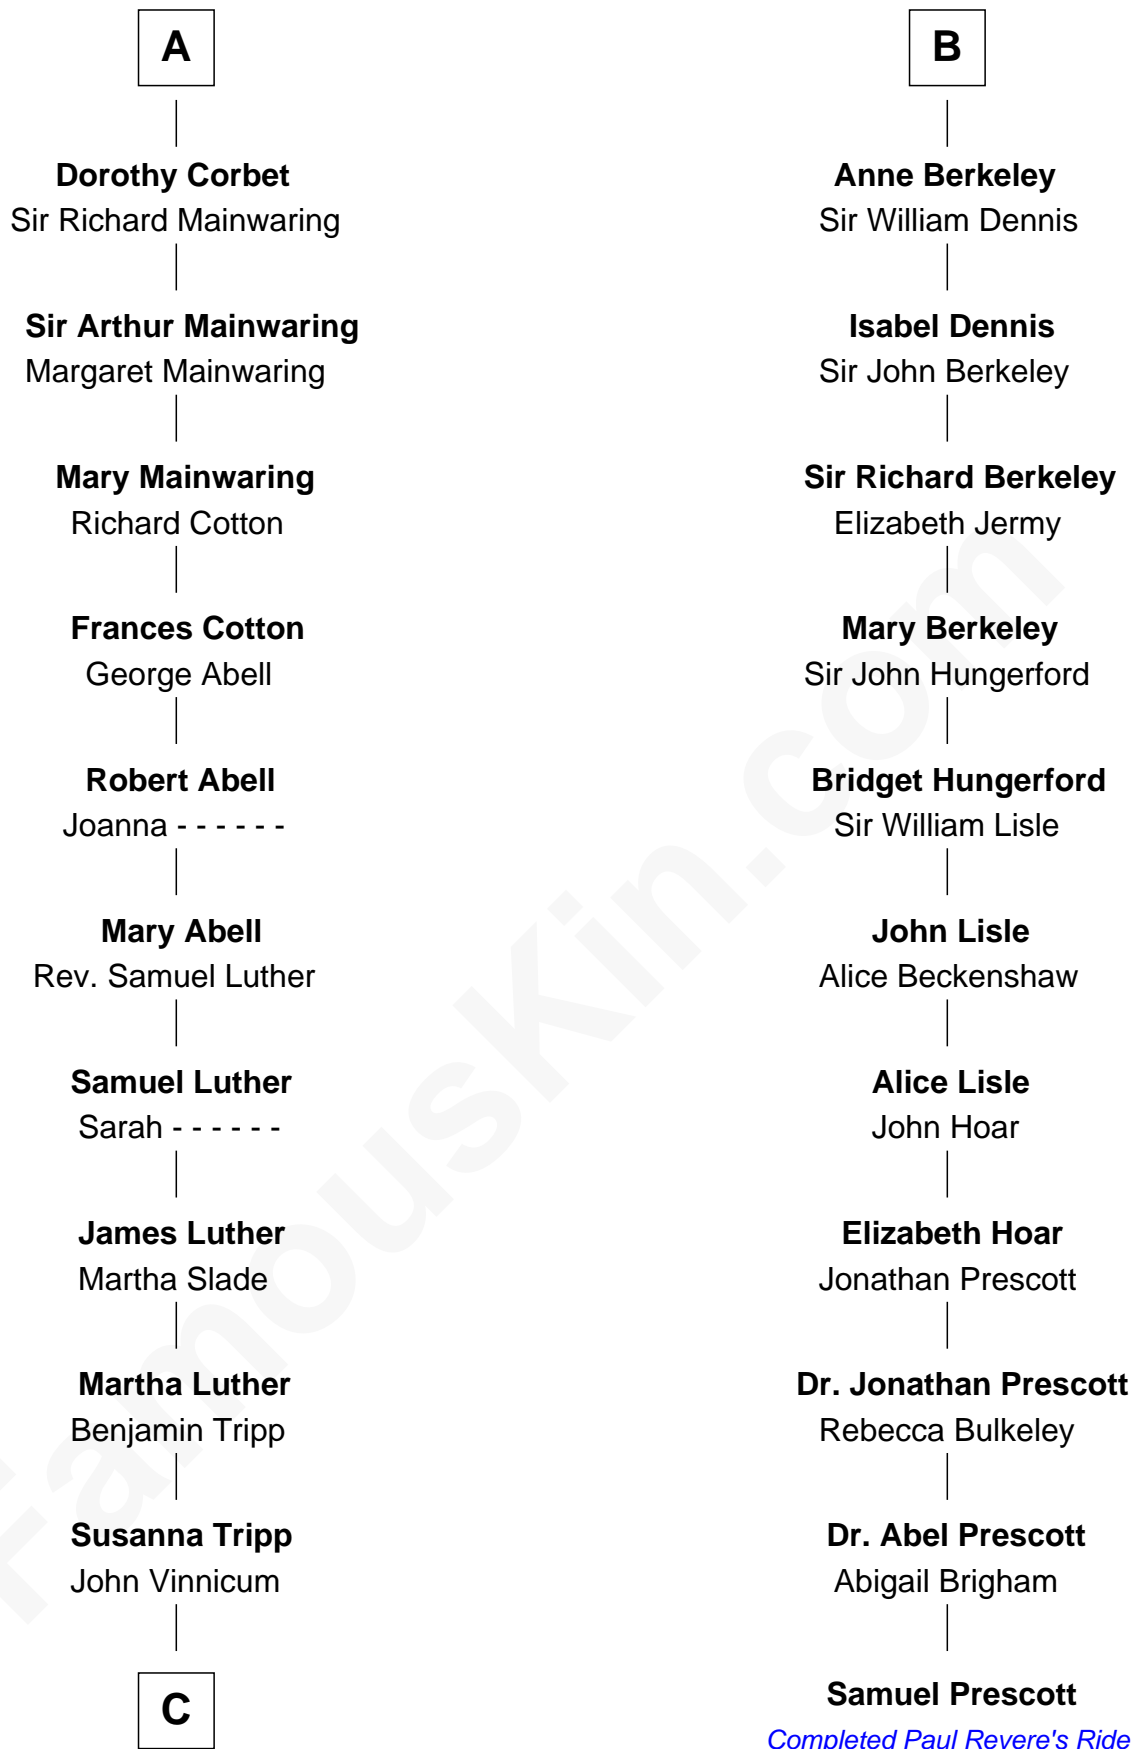 A
Dorothy Corbet
Sir Richard Mainwaring
Sir Arthur Mainwaring
Margaret Mainwaring
Mary Mainwaring
Richard Cotton
Frances Cotton
George Abell
Robert Abell
Joanna - - - - - -
Mary Abell
Rev. Samuel Luther
Samuel Luther
Sarah - - - - - -
James Luther
Martha Slade
Martha Luther
Benjamin Tripp
Susanna Tripp
John Vinnicum
C
B
Anne Berkeley
Sir William Dennis
Isabel Dennis
Sir John Berkeley
Sir Richard Berkeley
Elizabeth Jermy
Mary Berkeley
Sir John Hungerford
Bridget Hungerford
Sir William Lisle
John Lisle
Alice Beckenshaw
Alice Lisle
John Hoar
Elizabeth Hoar
Jonathan Prescott
Dr. Jonathan Prescott
Rebecca Bulkeley
Dr. Abel Prescott
Abigail Brigham
Samuel Prescott
Completed Paul Revere's Ride
FamousKin.com